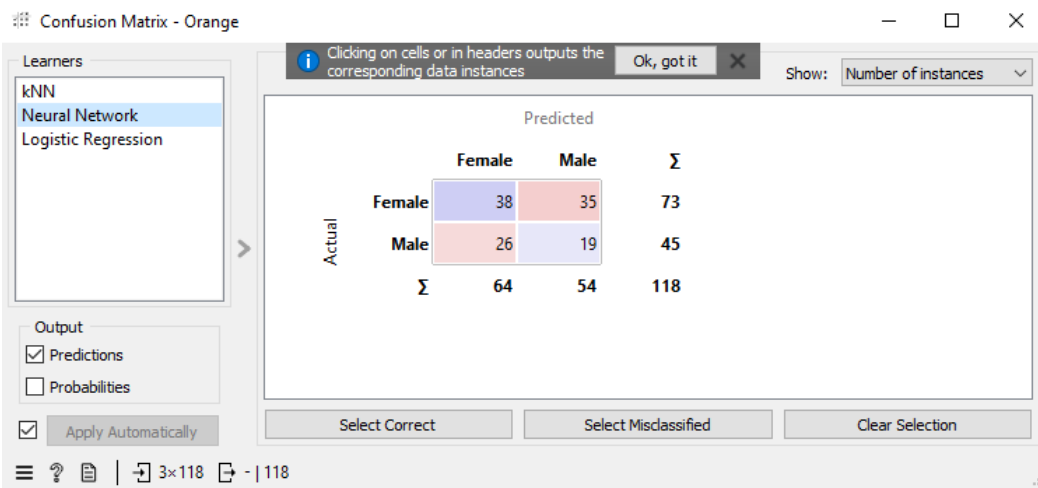 Confusion Matrix - Orange
Learners
kNN
Neural Network
Logistic Regression
Output
Predictions
Probabilities
Apply Automatically
Clicking on cells or in headers outputs the
corresponding data instances
Ok, got it
Show: Number of instances
Predicted
Female Male Σ
Actual
Female 38 35 73
Male 26 19 45
Σ 64 54 118
Select Correct Select Misclassified Clear Selection
3×118 - | 118